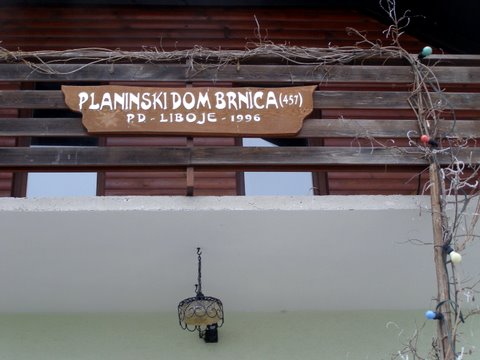 PLANINSKI DOM BRNICA (457)
P.D - LIBOJE - 1996